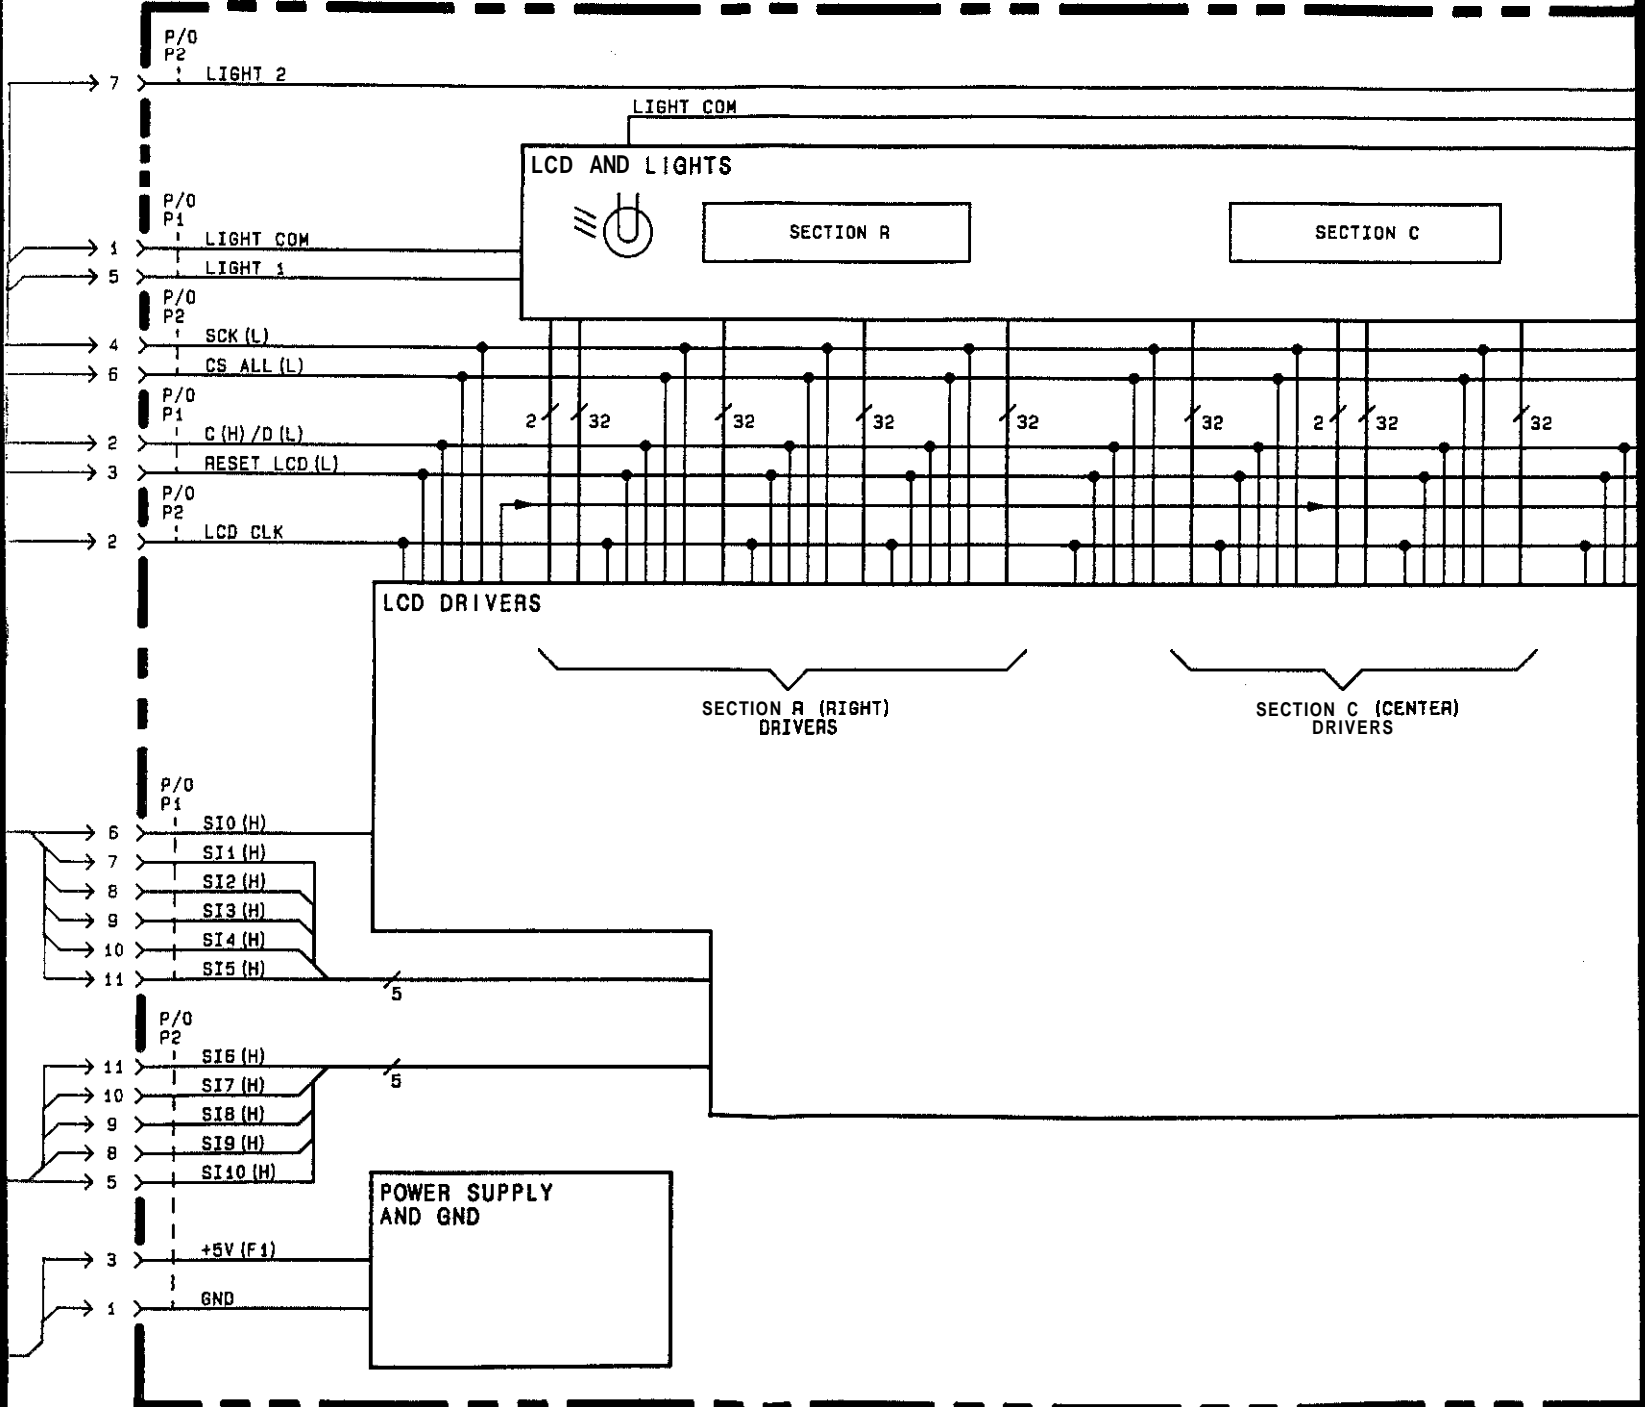 P/O
P2
7 LIGHT 2
LIGHT COM
LCD AND LIGHTS
SECTION R
SECTION C
P/O
P1
1 LIGHT COM
5 LIGHT 1
P/O
P2
4 SCK (L)
6 CS ALL (L)
P/O
P1
2 32 32 32 32 32 2 32 32
2 C (H) /D (L)
3 RESET LCD (L)
P/O
P2
2 LCD CLK
LCD DRIVERS
SECTION R (RIGHT)
DRIVERS
SECTION C (CENTER)
DRIVERS
P/O
P1
6 SI0 (H)
7 SI1 (H)
8 SI2 (H)
9 SI3 (H)
10 SI4 (H)
11 SI5 (H)
5
P/O
P2
11 SI6 (H)
5
10 SI7 (H)
9 SI8 (H)
8 SI9 (H)
5 SI10 (H)
POWER SUPPLY
AND GND
3 +5V (F1)
1 GND